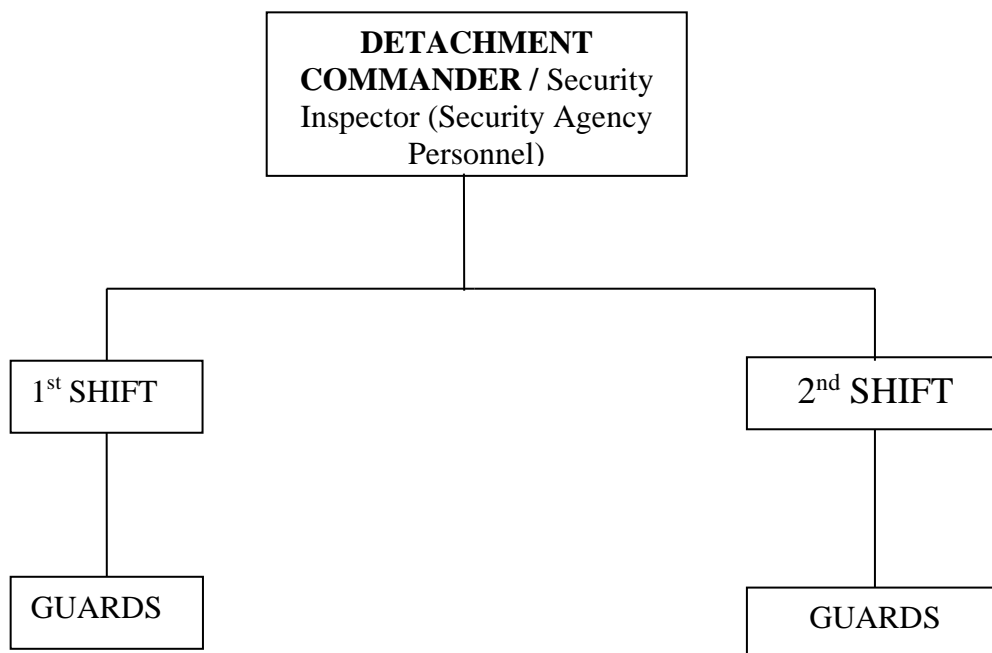 DETACHMENT
COMMANDER / Security
Inspector (Security Agency
Personnel)
1st SHIFT
2nd SHIFT
GUARDS
GUARDS